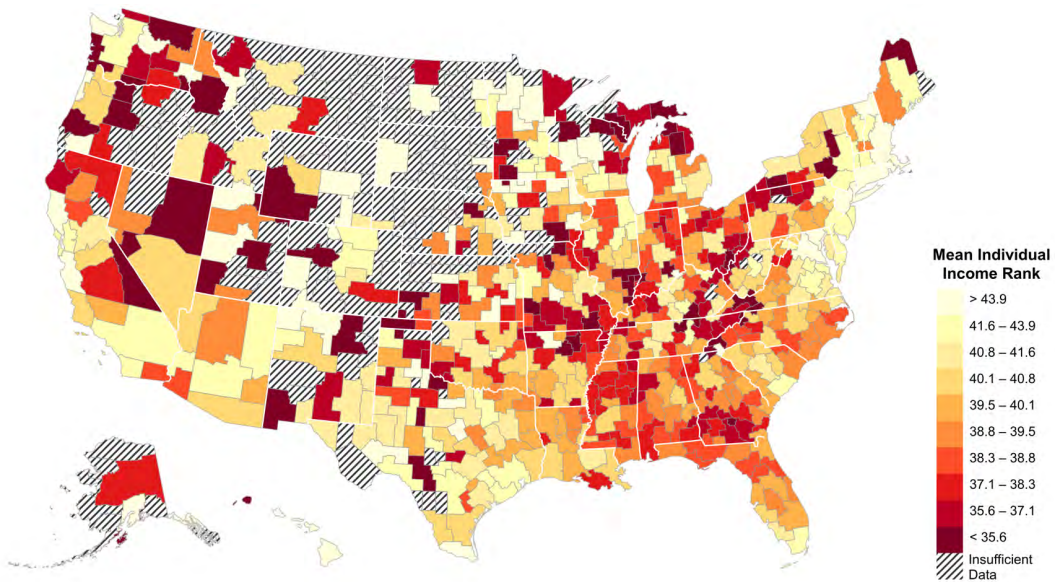 Mean Individual
Income Rank
> 43.9
41.6 – 43.9
40.8 – 41.6
40.1 – 40.8
39.5 – 40.1
38.8 – 39.5
38.3 – 38.8
37.1 – 38.3
35.6 – 37.1
< 35.6
Insufficient
Data